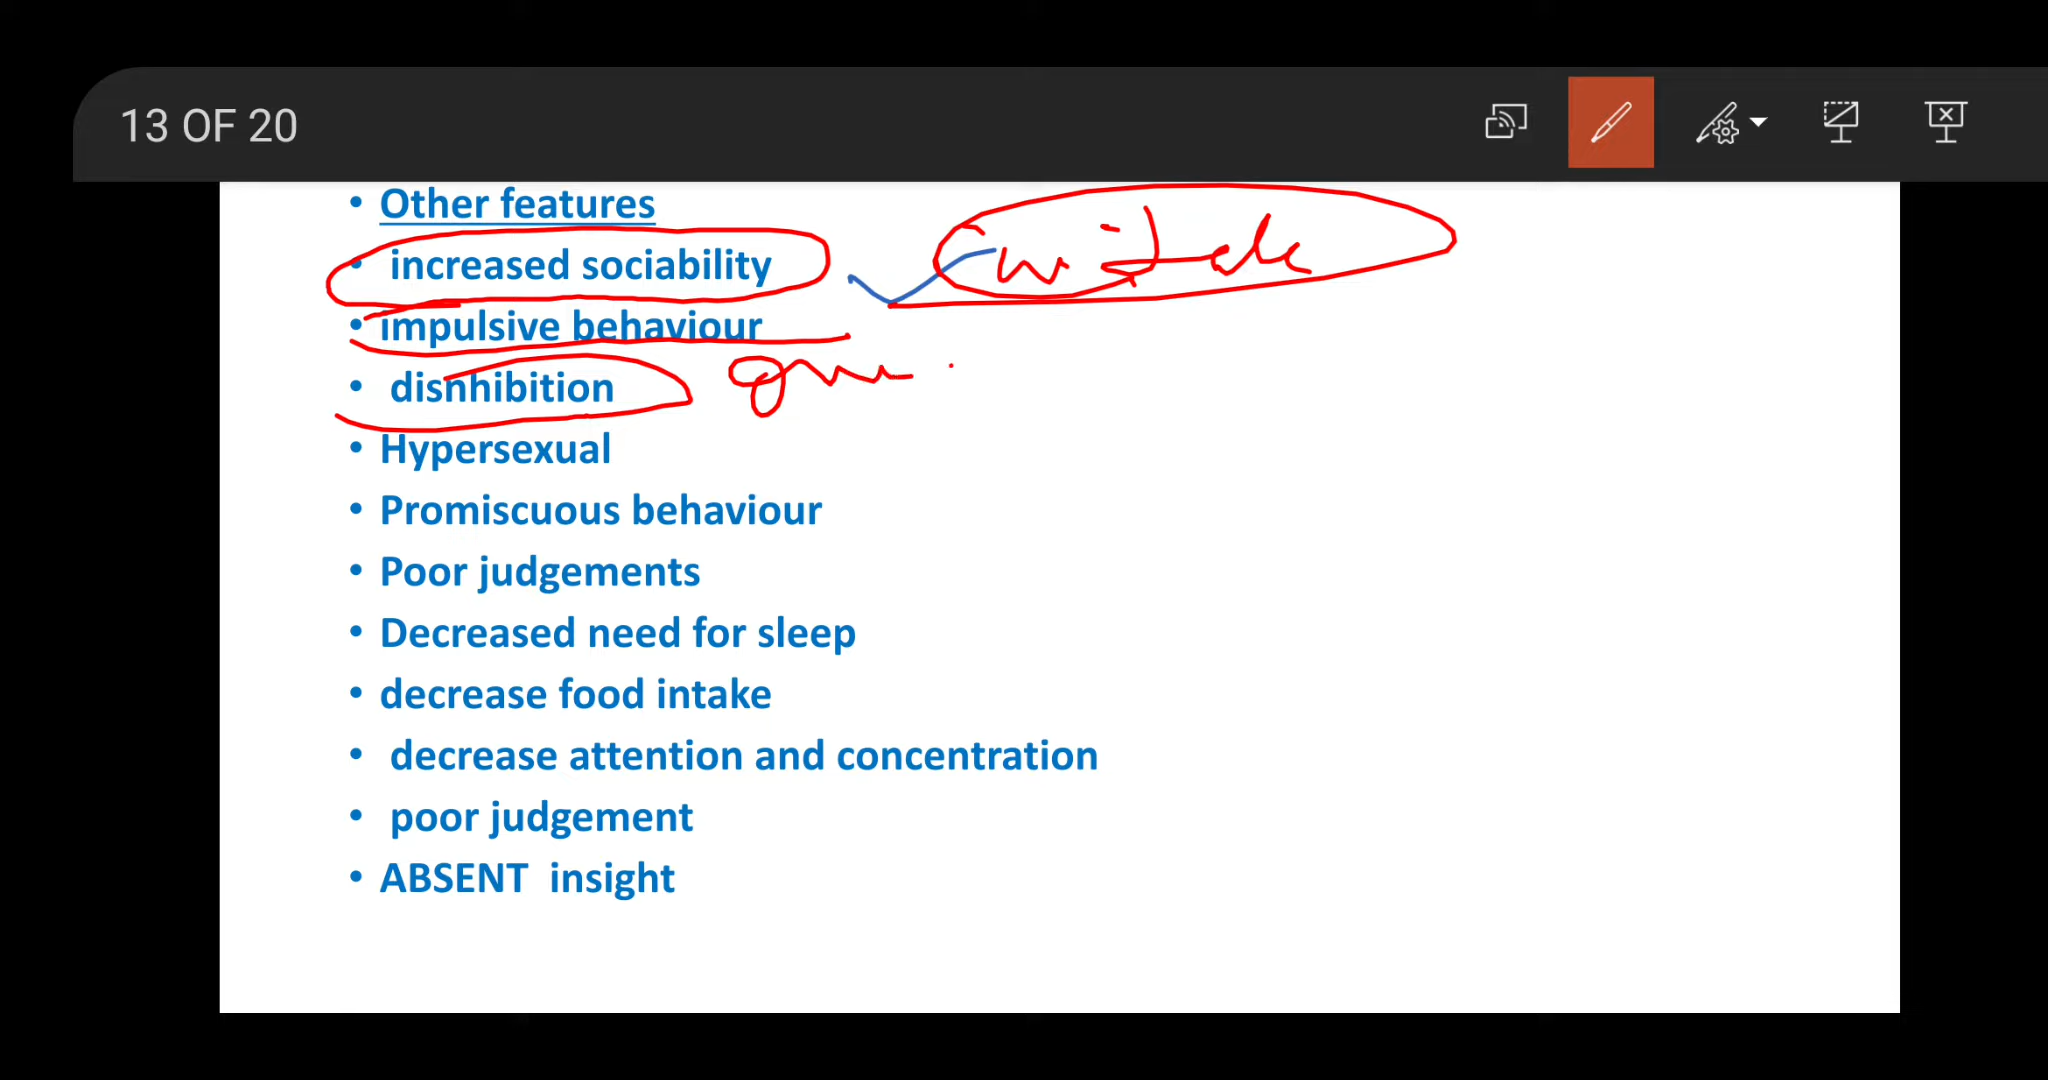 13 OF 20
• Other features
• increased sociability
• impulsive behaviour
• disnhibition
• Hypersexual
• Promiscuous behaviour
• Poor judgements
• Decreased need for sleep
• decrease food intake
• decrease attention and concentration
• poor judgement
• ABSENT insight